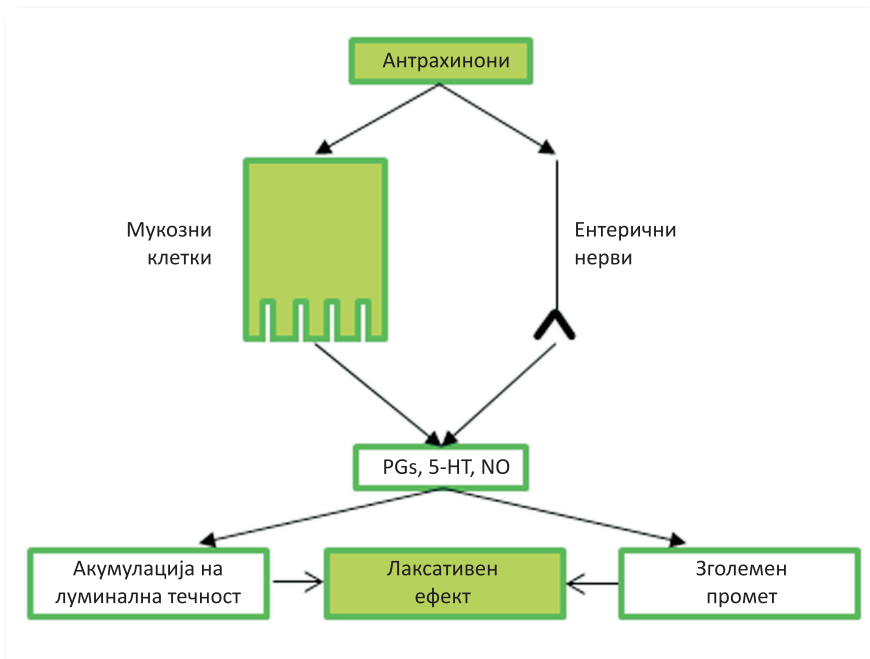 Антрахинони
Мукозни
клетки
Ентерични
нерви
PGs, 5-HT, NO
Акумулација на
луминална течност
Лаксативен
ефект
Зголемен
промет